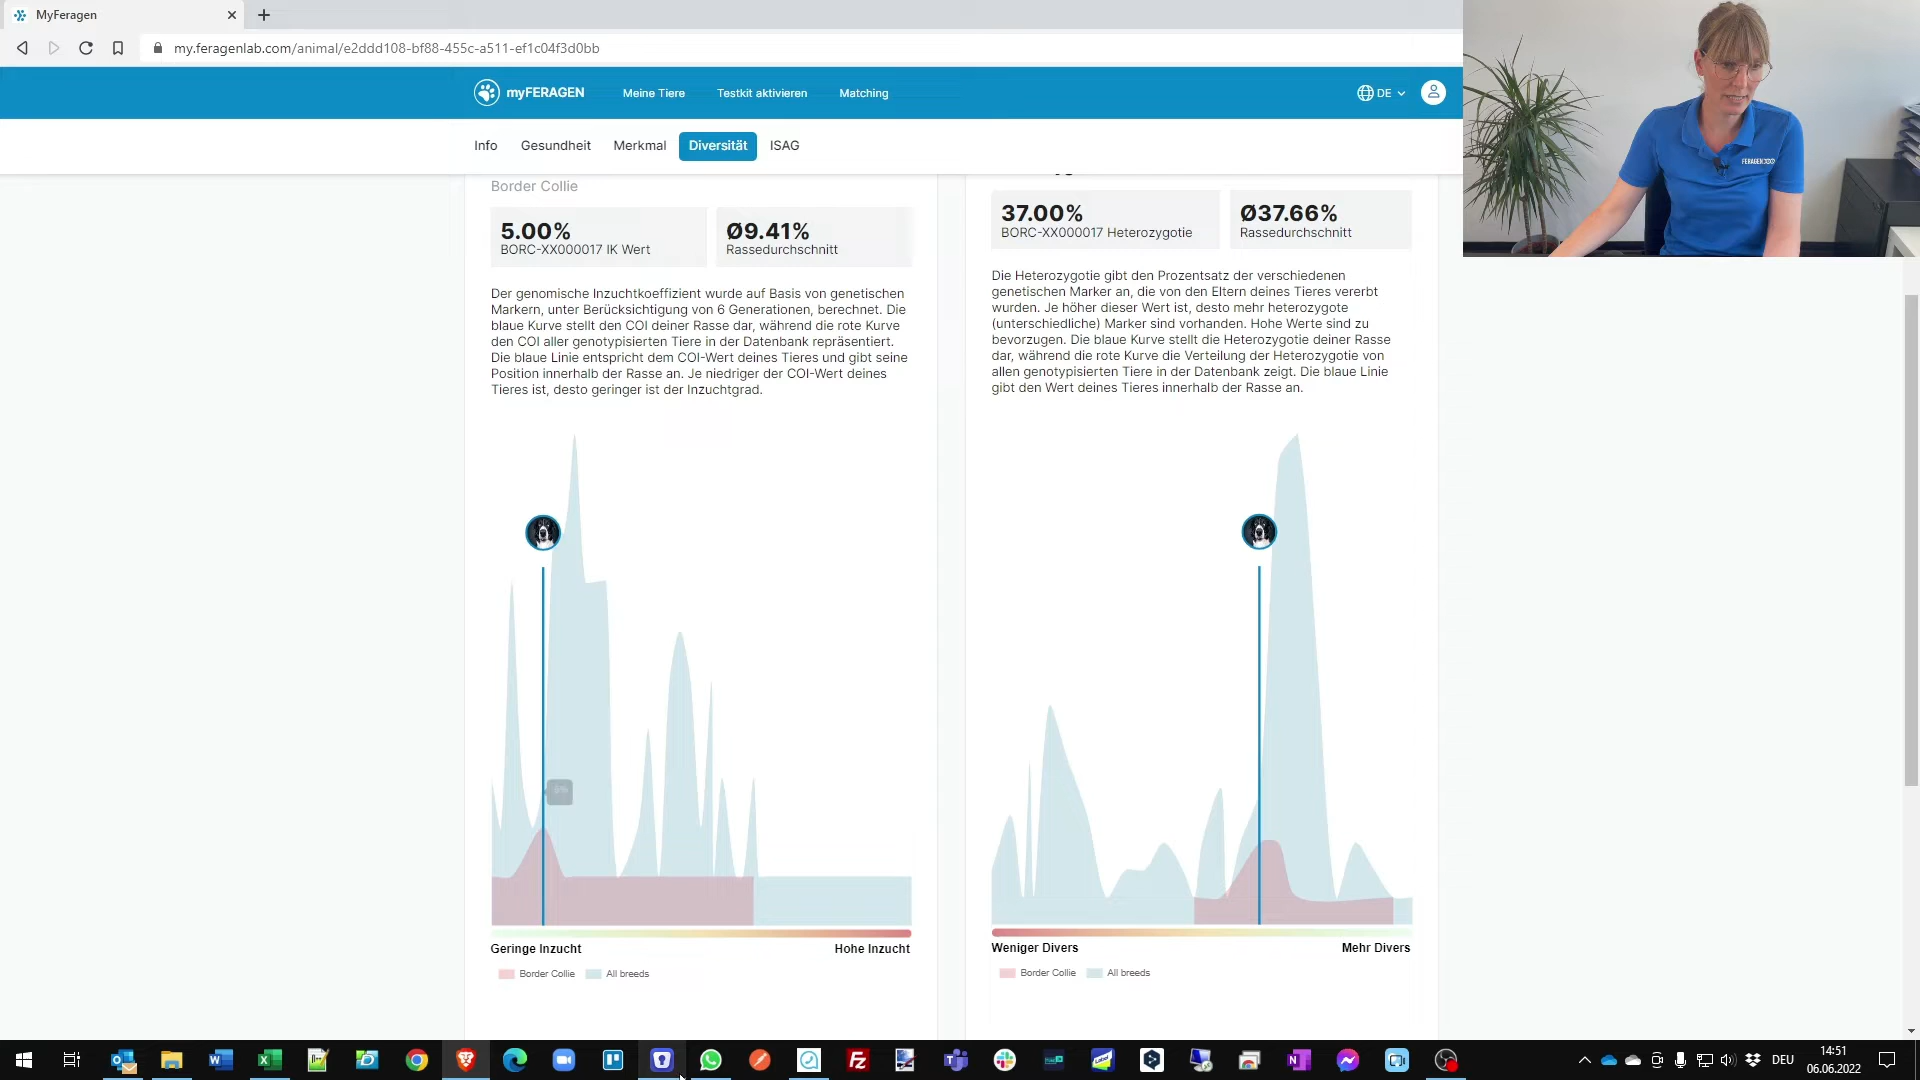 MyFeragen
my.feragenlab.com/animal/e2ddd108-bf88-455c-a511-ef1c04f3d0bb
myFERAGEN
Meine Tiere
Testkit aktivieren
Matching
DE
FERAGEN
Info
Gesundheit
Merkmal
Diversität
ISAG
Border Collie
5.00%
BORC-XX000017 IK Wert
Ø9.41%
Rassedurchschnitt
Der genomische Inzuchtkoeffizient wurde auf Basis von genetischen
Markern, unter Berücksichtigung von 6 Generationen, berechnet. Die
blaue Kurve stellt den COI deiner Rasse dar, während die rote Kurve
den COI aller genotypisierten Tiere in der Datenbank repräsentiert.
Die blaue Linie entspricht dem COI-Wert deines Tieres und gibt seine
Position innerhalb der Rasse an. Je niedriger der COI-Wert deines
Tieres ist, desto geringer ist der Inzuchtgrad.
Geringe Inzucht
Hohe Inzucht
Border Collie
All breeds
37.00%
BORC-XX000017 Heterozygotie
Ø37.66%
Rassedurchschnitt
Die Heterozygotie gibt den Prozentsatz der verschiedenen
genetischen Marker an, die von den Eltern deines Tieres vererbt
wurden. Je höher dieser Wert ist, desto mehr heterozygote
(unterschiedliche) Marker sind vorhanden. Hohe Werte sind zu
bevorzugen. Die blaue Kurve stellt die Heterozygotie deiner Rasse
dar, während die rote Kurve die Verteilung der Heterozygotie von
allen genotypisierten Tiere in der Datenbank zeigt. Die blaue Linie
gibt den Wert deines Tieres innerhalb der Rasse an.
Weniger Divers
Mehr Divers
Border Collie
All breeds
DEU
14:51
06.06.2022